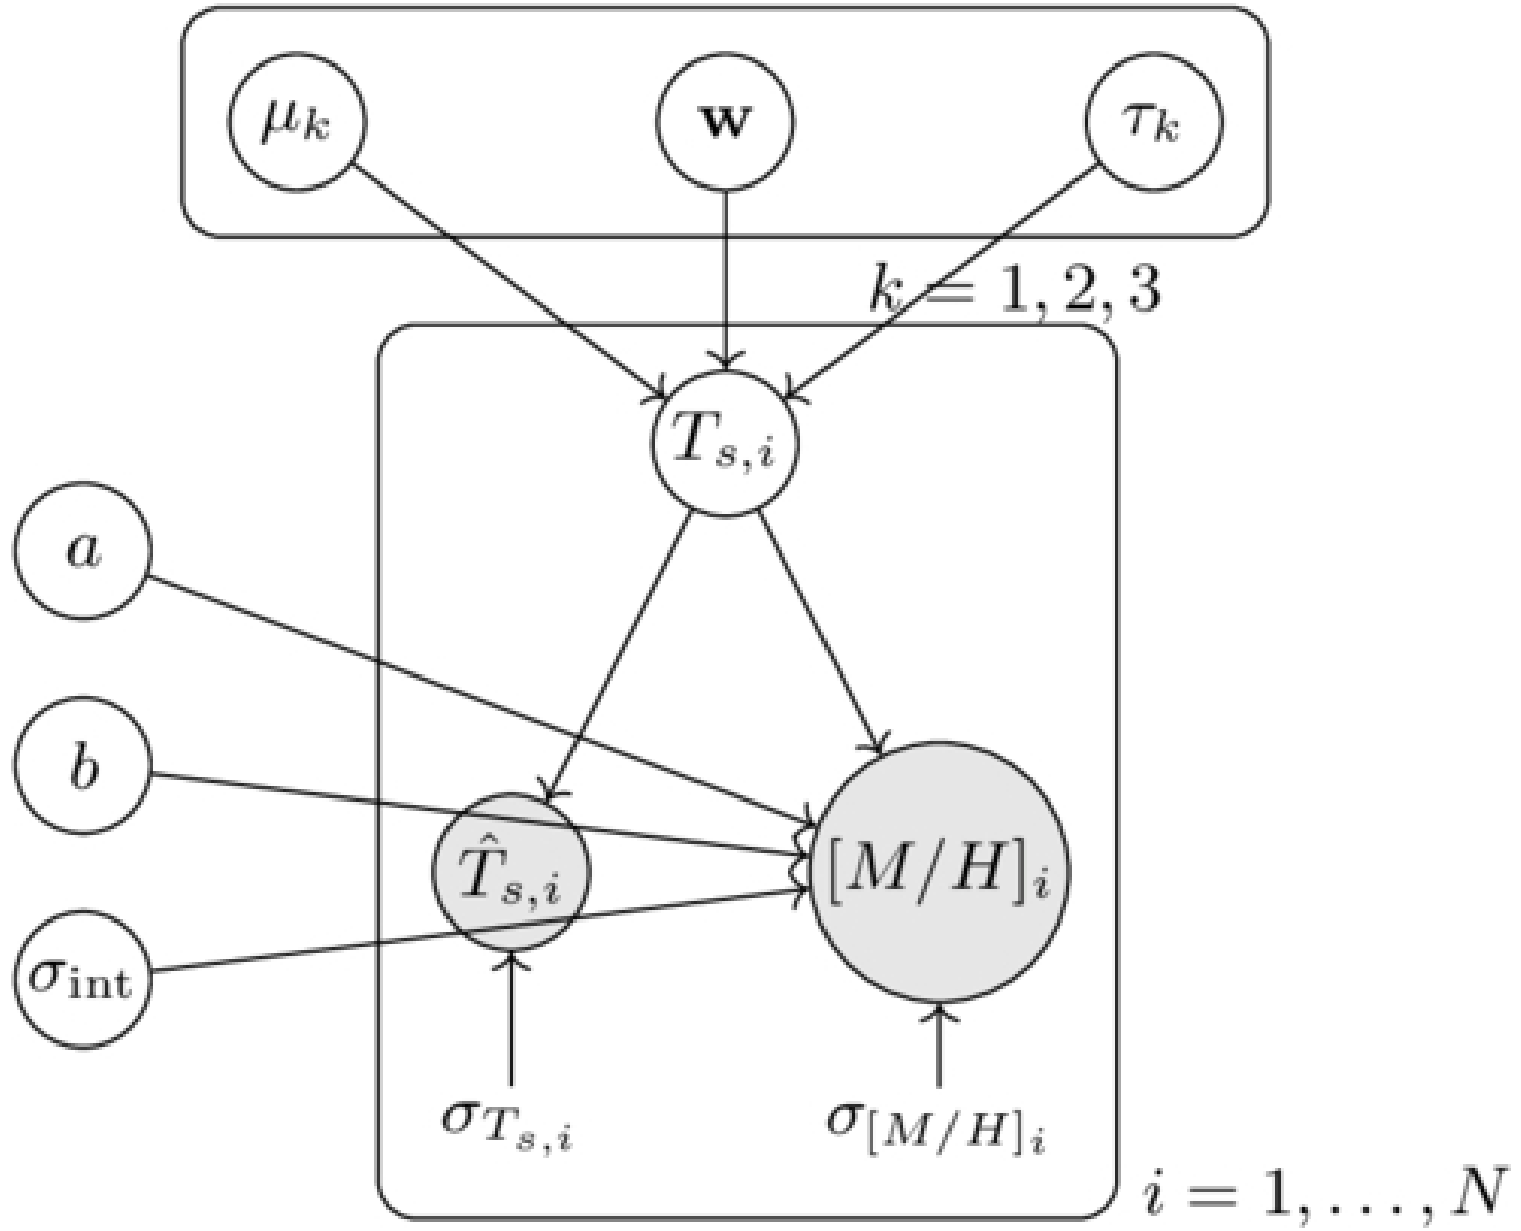 μ_k w τ_k
k = 1, 2, 3
T_{s,i}
a
b
T̂_{s,i} [M/H]_i
σ_int
σ_{T_{s,i}} σ_{[M/H]_i}
i = 1, . . . , N